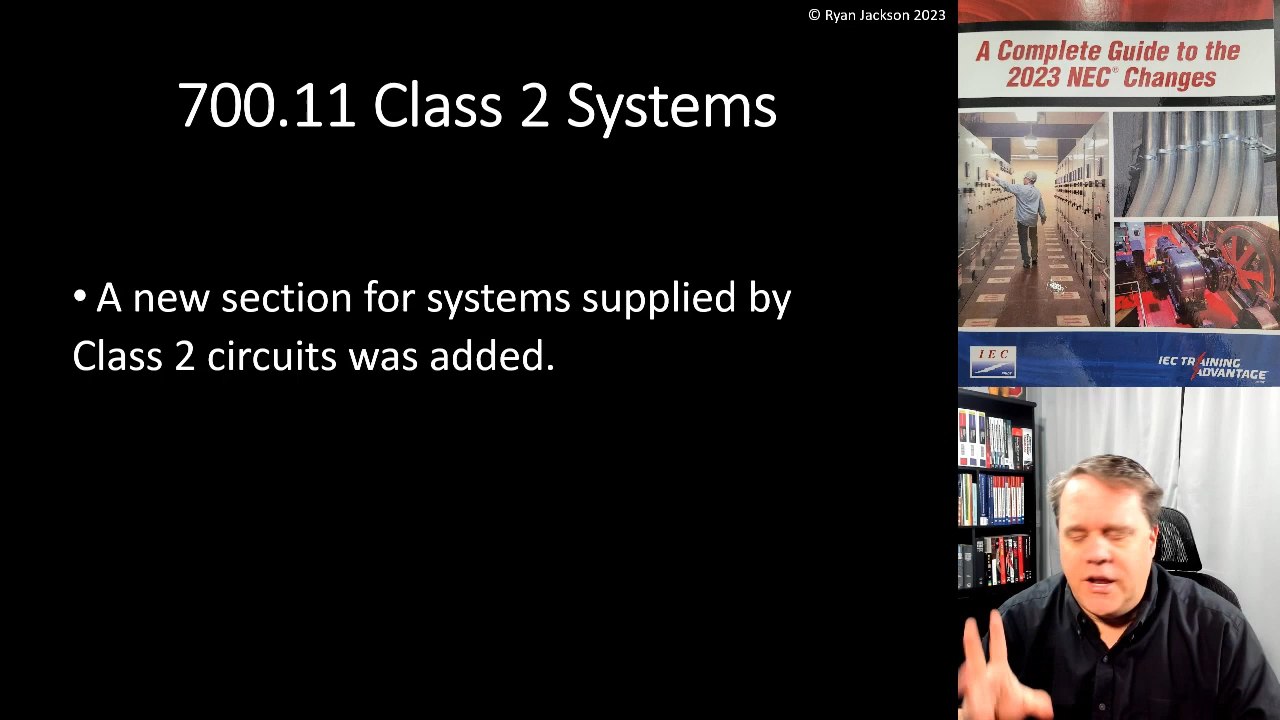 © Ryan Jackson 2023
700.11 Class 2 Systems
• A new section for systems supplied by
Class 2 circuits was added.
A Complete Guide to the
2023 NEC® Changes
IEC
IEC TRAINING
ADVANTAGE